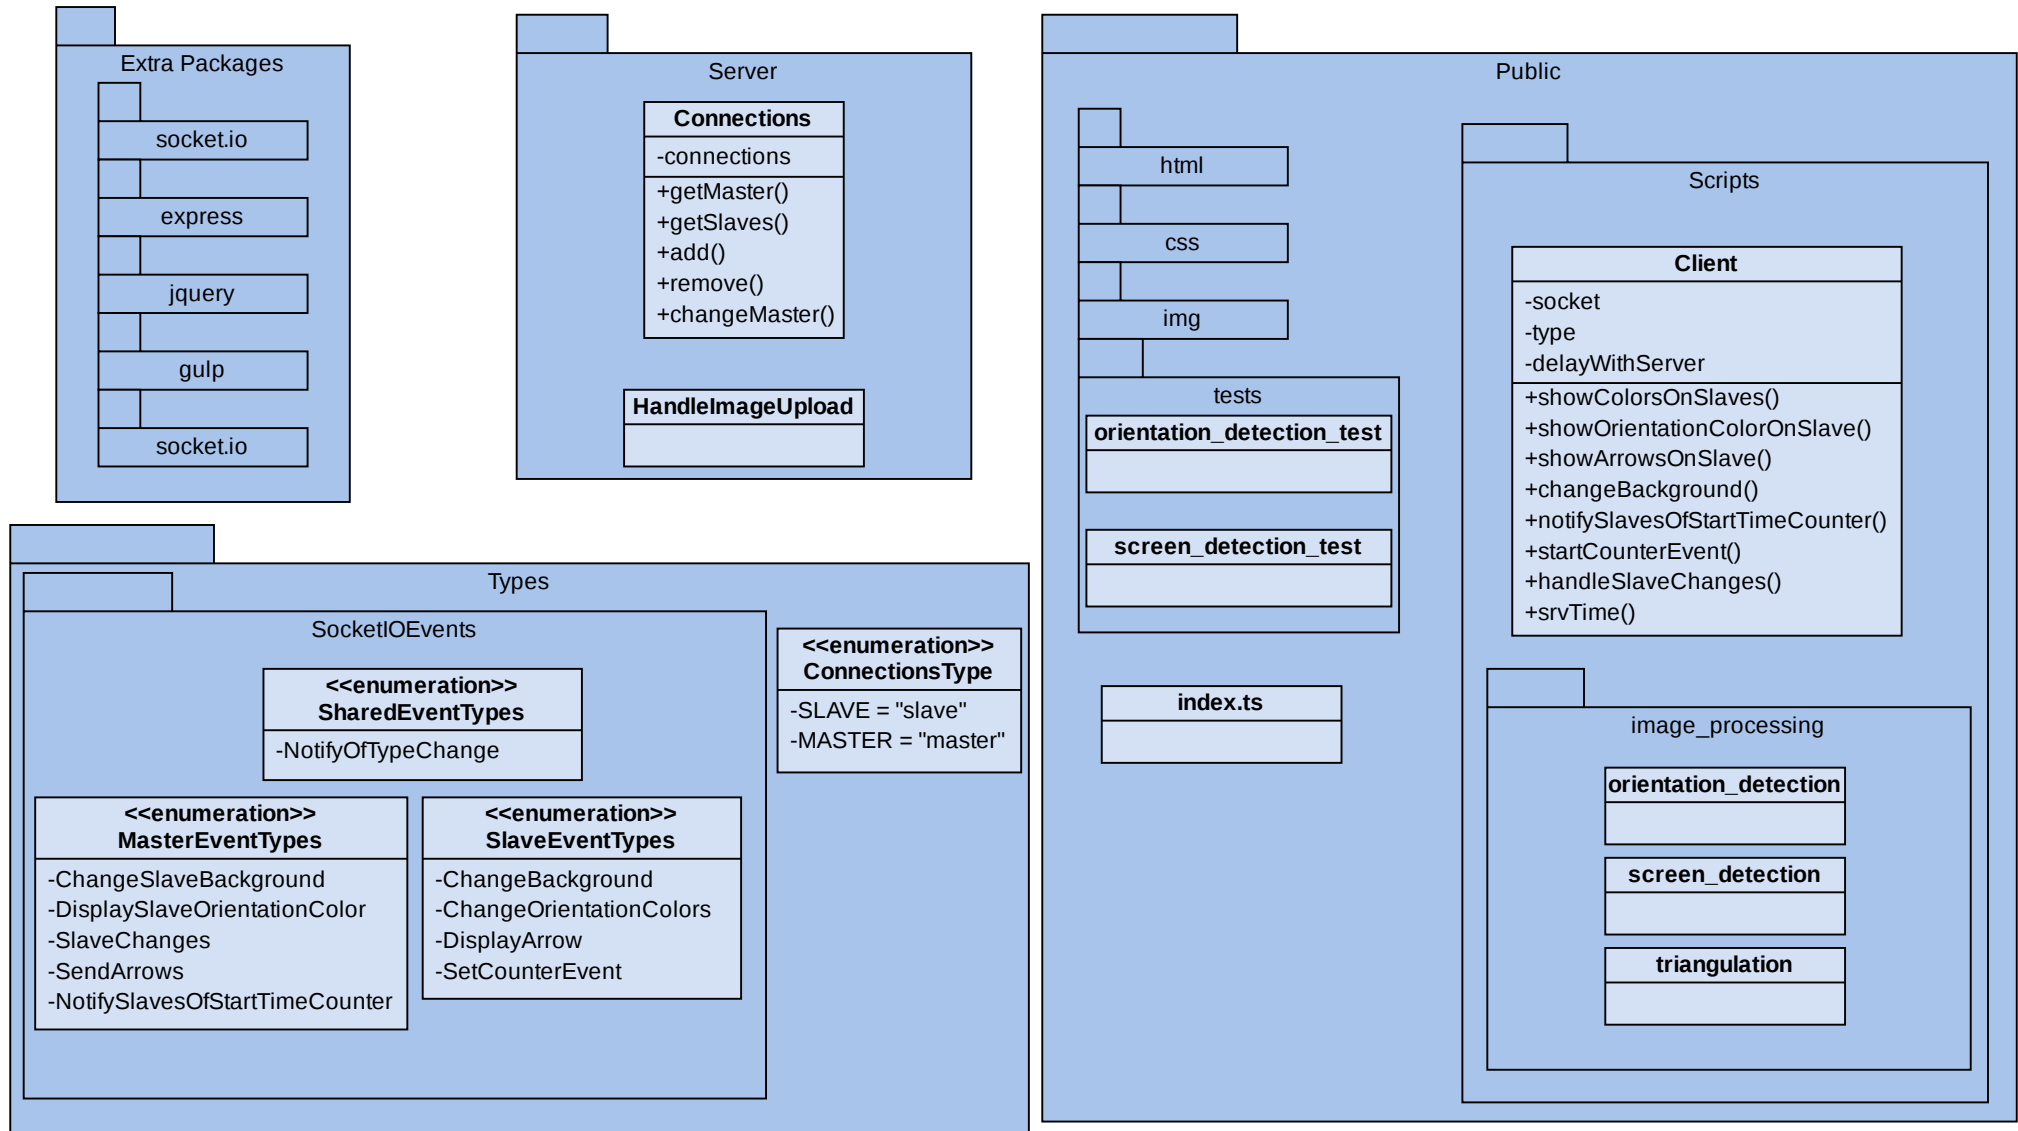 Extra Packages
socket.io
express
jquery
gulp
socket.io
Server
Connections
-connections
+getMaster()
+getSlaves()
+add()
+remove()
+changeMaster()
HandleImageUpload
Public
html
css
img
tests
orientation_detection_test
screen_detection_test
index.ts
Scripts
Client
-socket
-type
-delayWithServer
+showColorsOnSlaves()
+showOrientationColorOnSlave()
+showArrowsOnSlave()
+changeBackground()
+notifySlavesOfStartTimeCounter()
+startCounterEvent()
+handleSlaveChanges()
+srvTime()
image_processing
orientation_detection
screen_detection
triangulation
Types
SocketIOEvents
<<enumeration>>
SharedEventTypes
-NotifyOfTypeChange
<<enumeration>>
MasterEventTypes
-ChangeSlaveBackground
-DisplaySlaveOrientationColor
-SlaveChanges
-SendArrows
-NotifySlavesOfStartTimeCounter
<<enumeration>>
SlaveEventTypes
-ChangeBackground
-ChangeOrientationColors
-DisplayArrow
-SetCounterEvent
<<enumeration>>
ConnectionsType
-SLAVE = "slave"
-MASTER = "master"